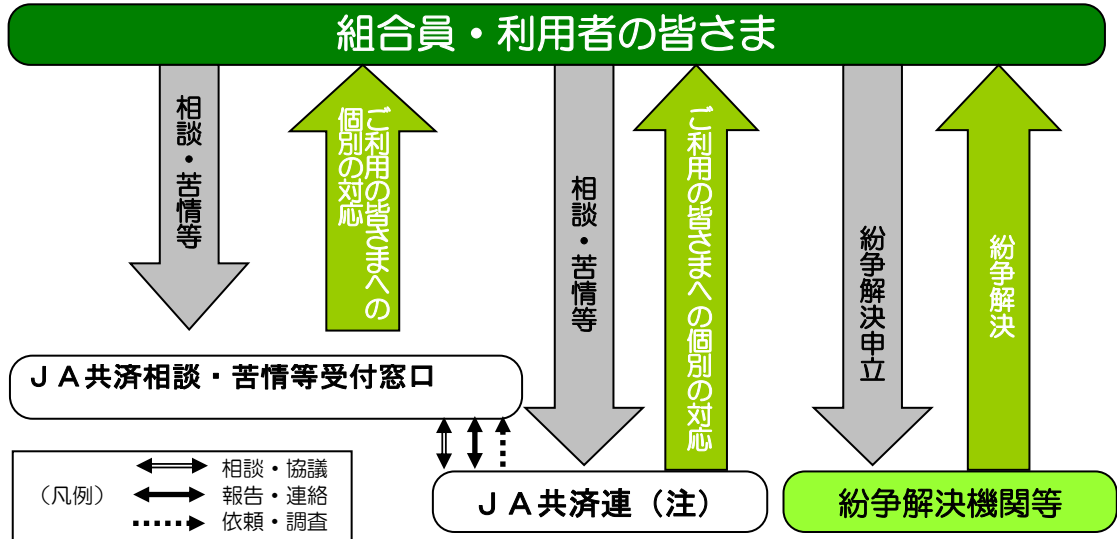 組合員・利用者の皆さま
相談・苦情等
ご利用の皆さまへの
個別の対応
相談・苦情等
ご利用の皆さまへの個別の対応
紛争解決申立
紛争解決
ＪＡ共済相談・苦情等受付窓口
（凡例）
相談・協議
報告・連絡
依頼・調査
ＪＡ共済連（注）
紛争解決機関等